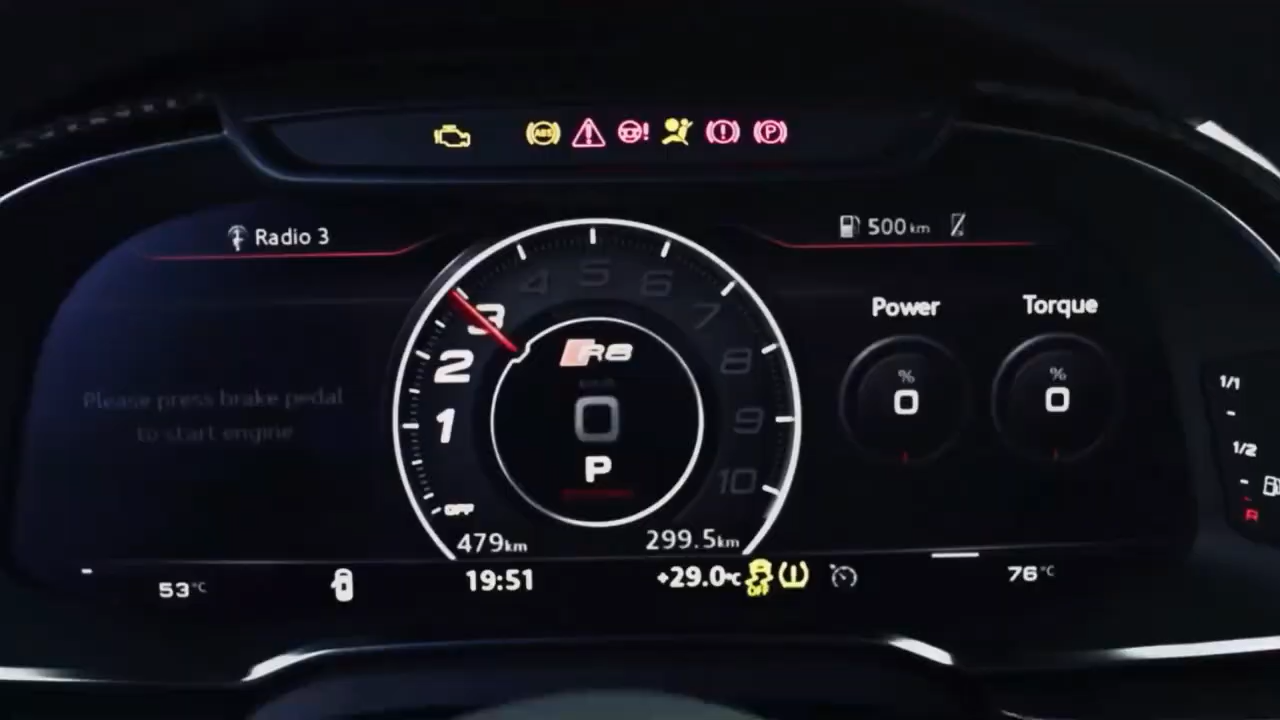 ABS
P
Radio 3
500 km
4 5 6
3 7
2 8
1 9
OFF 10
R8
km/h
0
P
Power Torque
% %
0 0
Please press brake pedal
to start engine
1/1
1/2
R
479km
299.5km
53°C
19:51
+29.0°C
OFF
76°C